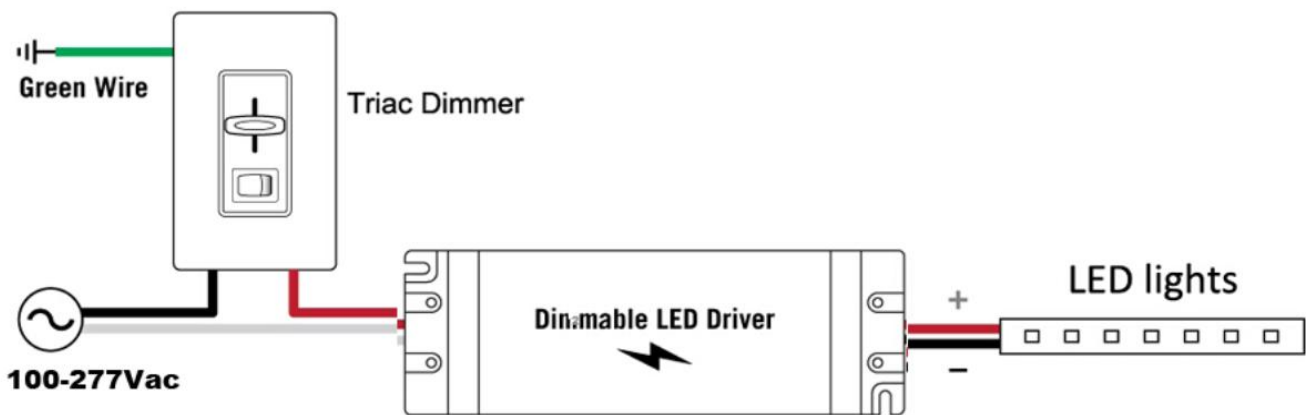 Green Wire
Triac Dimmer
100-277Vac
Dimmable LED Driver
+
−
LED lights